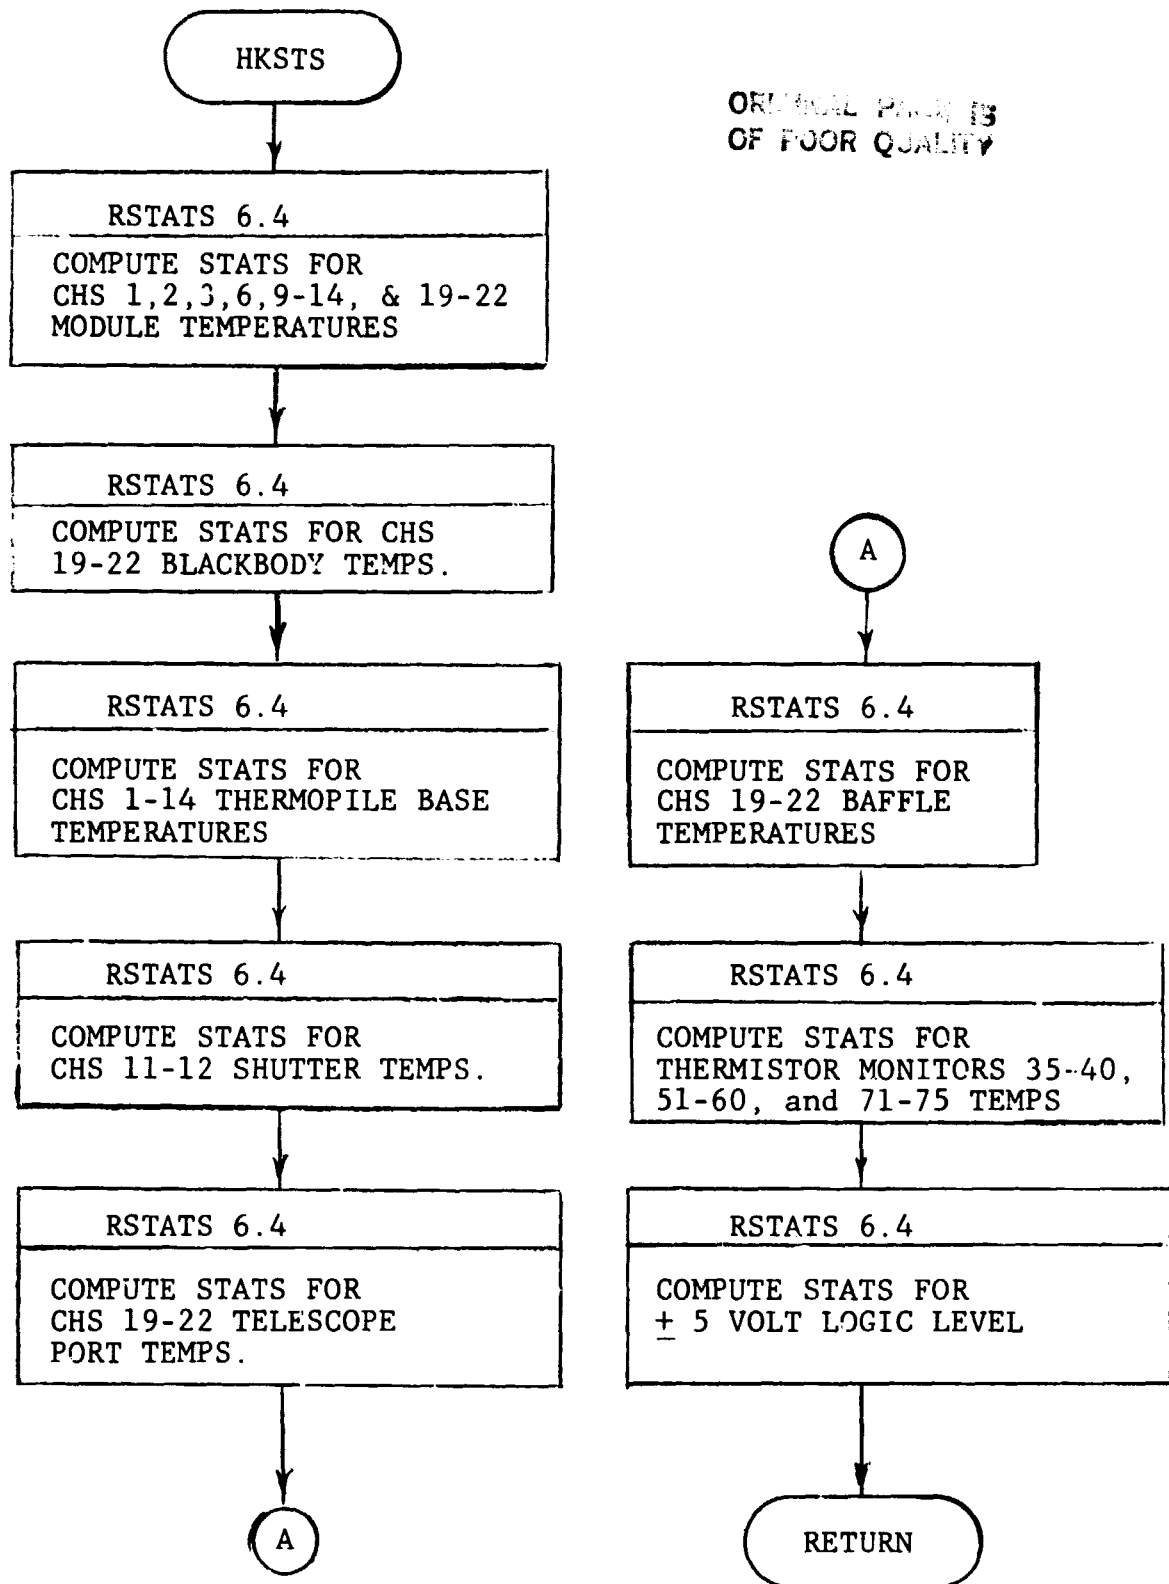 HKSTS
OF POOR QUALITY
RSTATS 6.4
COMPUTE STATS FOR
CHS 1,2,3,6,9-14, & 19-22
MODULE TEMPERATURES
RSTATS 6.4
COMPUTE STATS FOR CHS
19-22 BLACKBODY TEMPS.
RSTATS 6.4
COMPUTE STATS FOR
CHS 1-14 THERMOPILE BASE
TEMPERATURES
RSTATS 6.4
COMPUTE STATS FOR
CHS 11-12 SHUTTER TEMPS.
RSTATS 6.4
COMPUTE STATS FOR
CHS 19-22 TELESCOPE
PORT TEMPS.
A
A
RSTATS 6.4
COMPUTE STATS FOR
CHS 19-22 BAFFLE
TEMPERATURES
RSTATS 6.4
COMPUTE STATS FOR
THERMISTOR MONITORS 35-40,
51-60, and 71-75 TEMPS
RSTATS 6.4
COMPUTE STATS FOR
± 5 VOLT LOGIC LEVEL
RETURN